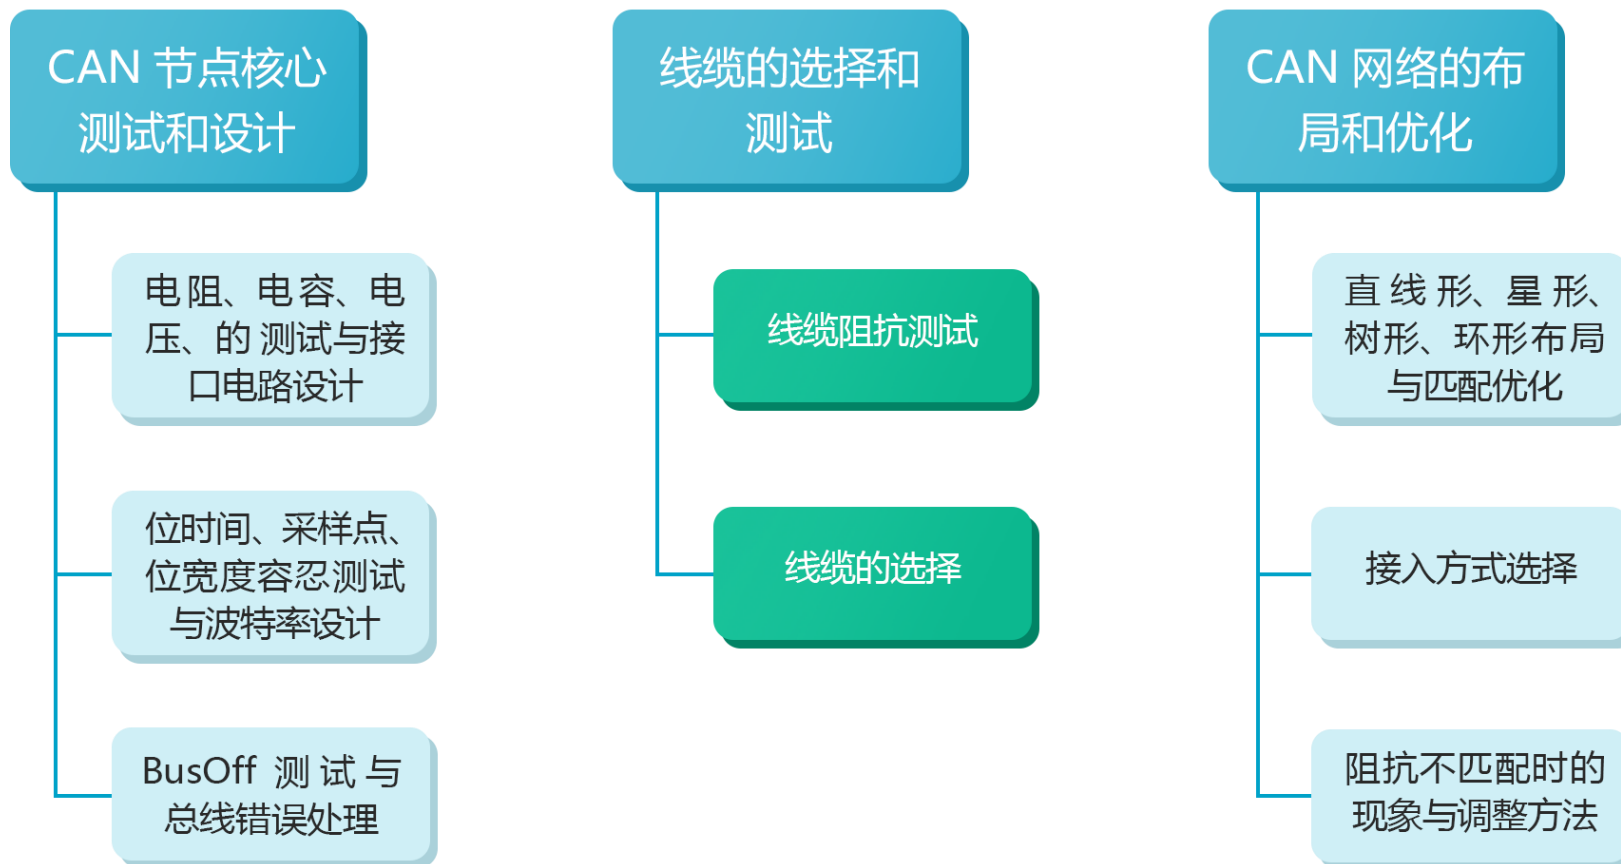 CAN 节点核心
测试和设计
电阻、电容、电
压、的 测试与接
口电路设计
位时间、采样点、
位宽度容忍测试
与波特率设计
BusOff 测试与
总线错误处理
线缆的选择和
测试
线缆阻抗测试
线缆的选择
CAN 网络的布
局和优化
直线形、星形、
树形、环形布局
与匹配优化
接入方式选择
阻抗不匹配时的
现象与调整方法